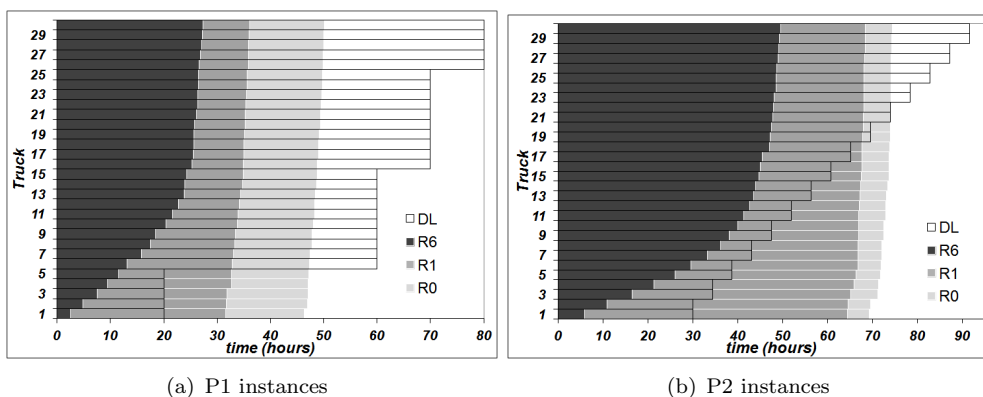 29
27
25
23
21
19
17
15
13
11
9
7
5
3
1
Truck
DL
R6
R1
R0
0 10 20 30 40 50 60 70 80
time (hours)
(a) P1 instances
29
27
25
23
21
19
17
15
13
11
9
7
5
3
1
Truck
DL
R6
R1
R0
0 10 20 30 40 50 60 70 80 90
time (hours)
(b) P2 instances